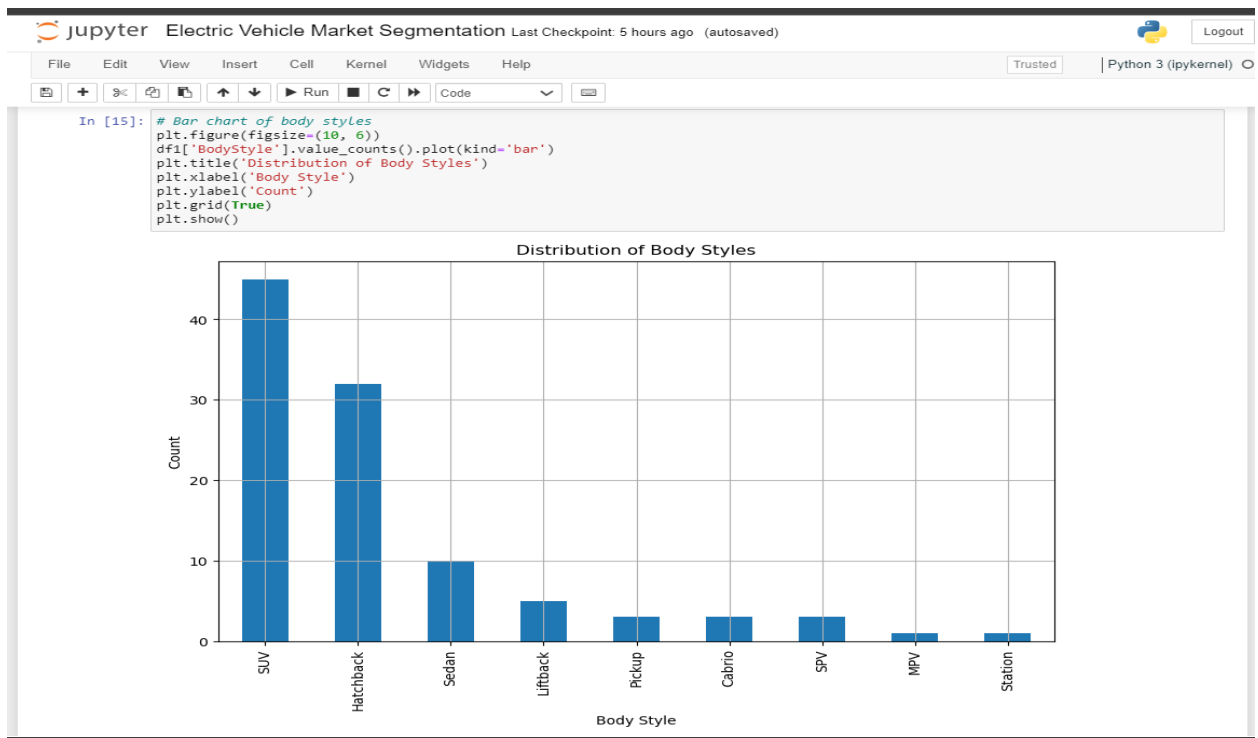 jupyter Electric Vehicle Market Segmentation Last Checkpoint: 5 hours ago (autosaved) Logout
File Edit View Insert Cell Kernel Widgets Help Trusted Python 3 (ipykernel)
Run Code
In [15]: # Bar chart of body styles
plt.figure(figsize=(10, 6))
df1['BodyStyle'].value_counts().plot(kind='bar')
plt.title('Distribution of Body Styles')
plt.xlabel('Body Style')
plt.ylabel('Count')
plt.grid(True)
plt.show()
Distribution of Body Styles
Count
40
30
20
10
0
SUV Hatchback Sedan Liftback Pickup Cabrio SPV MPV Station
Body Style